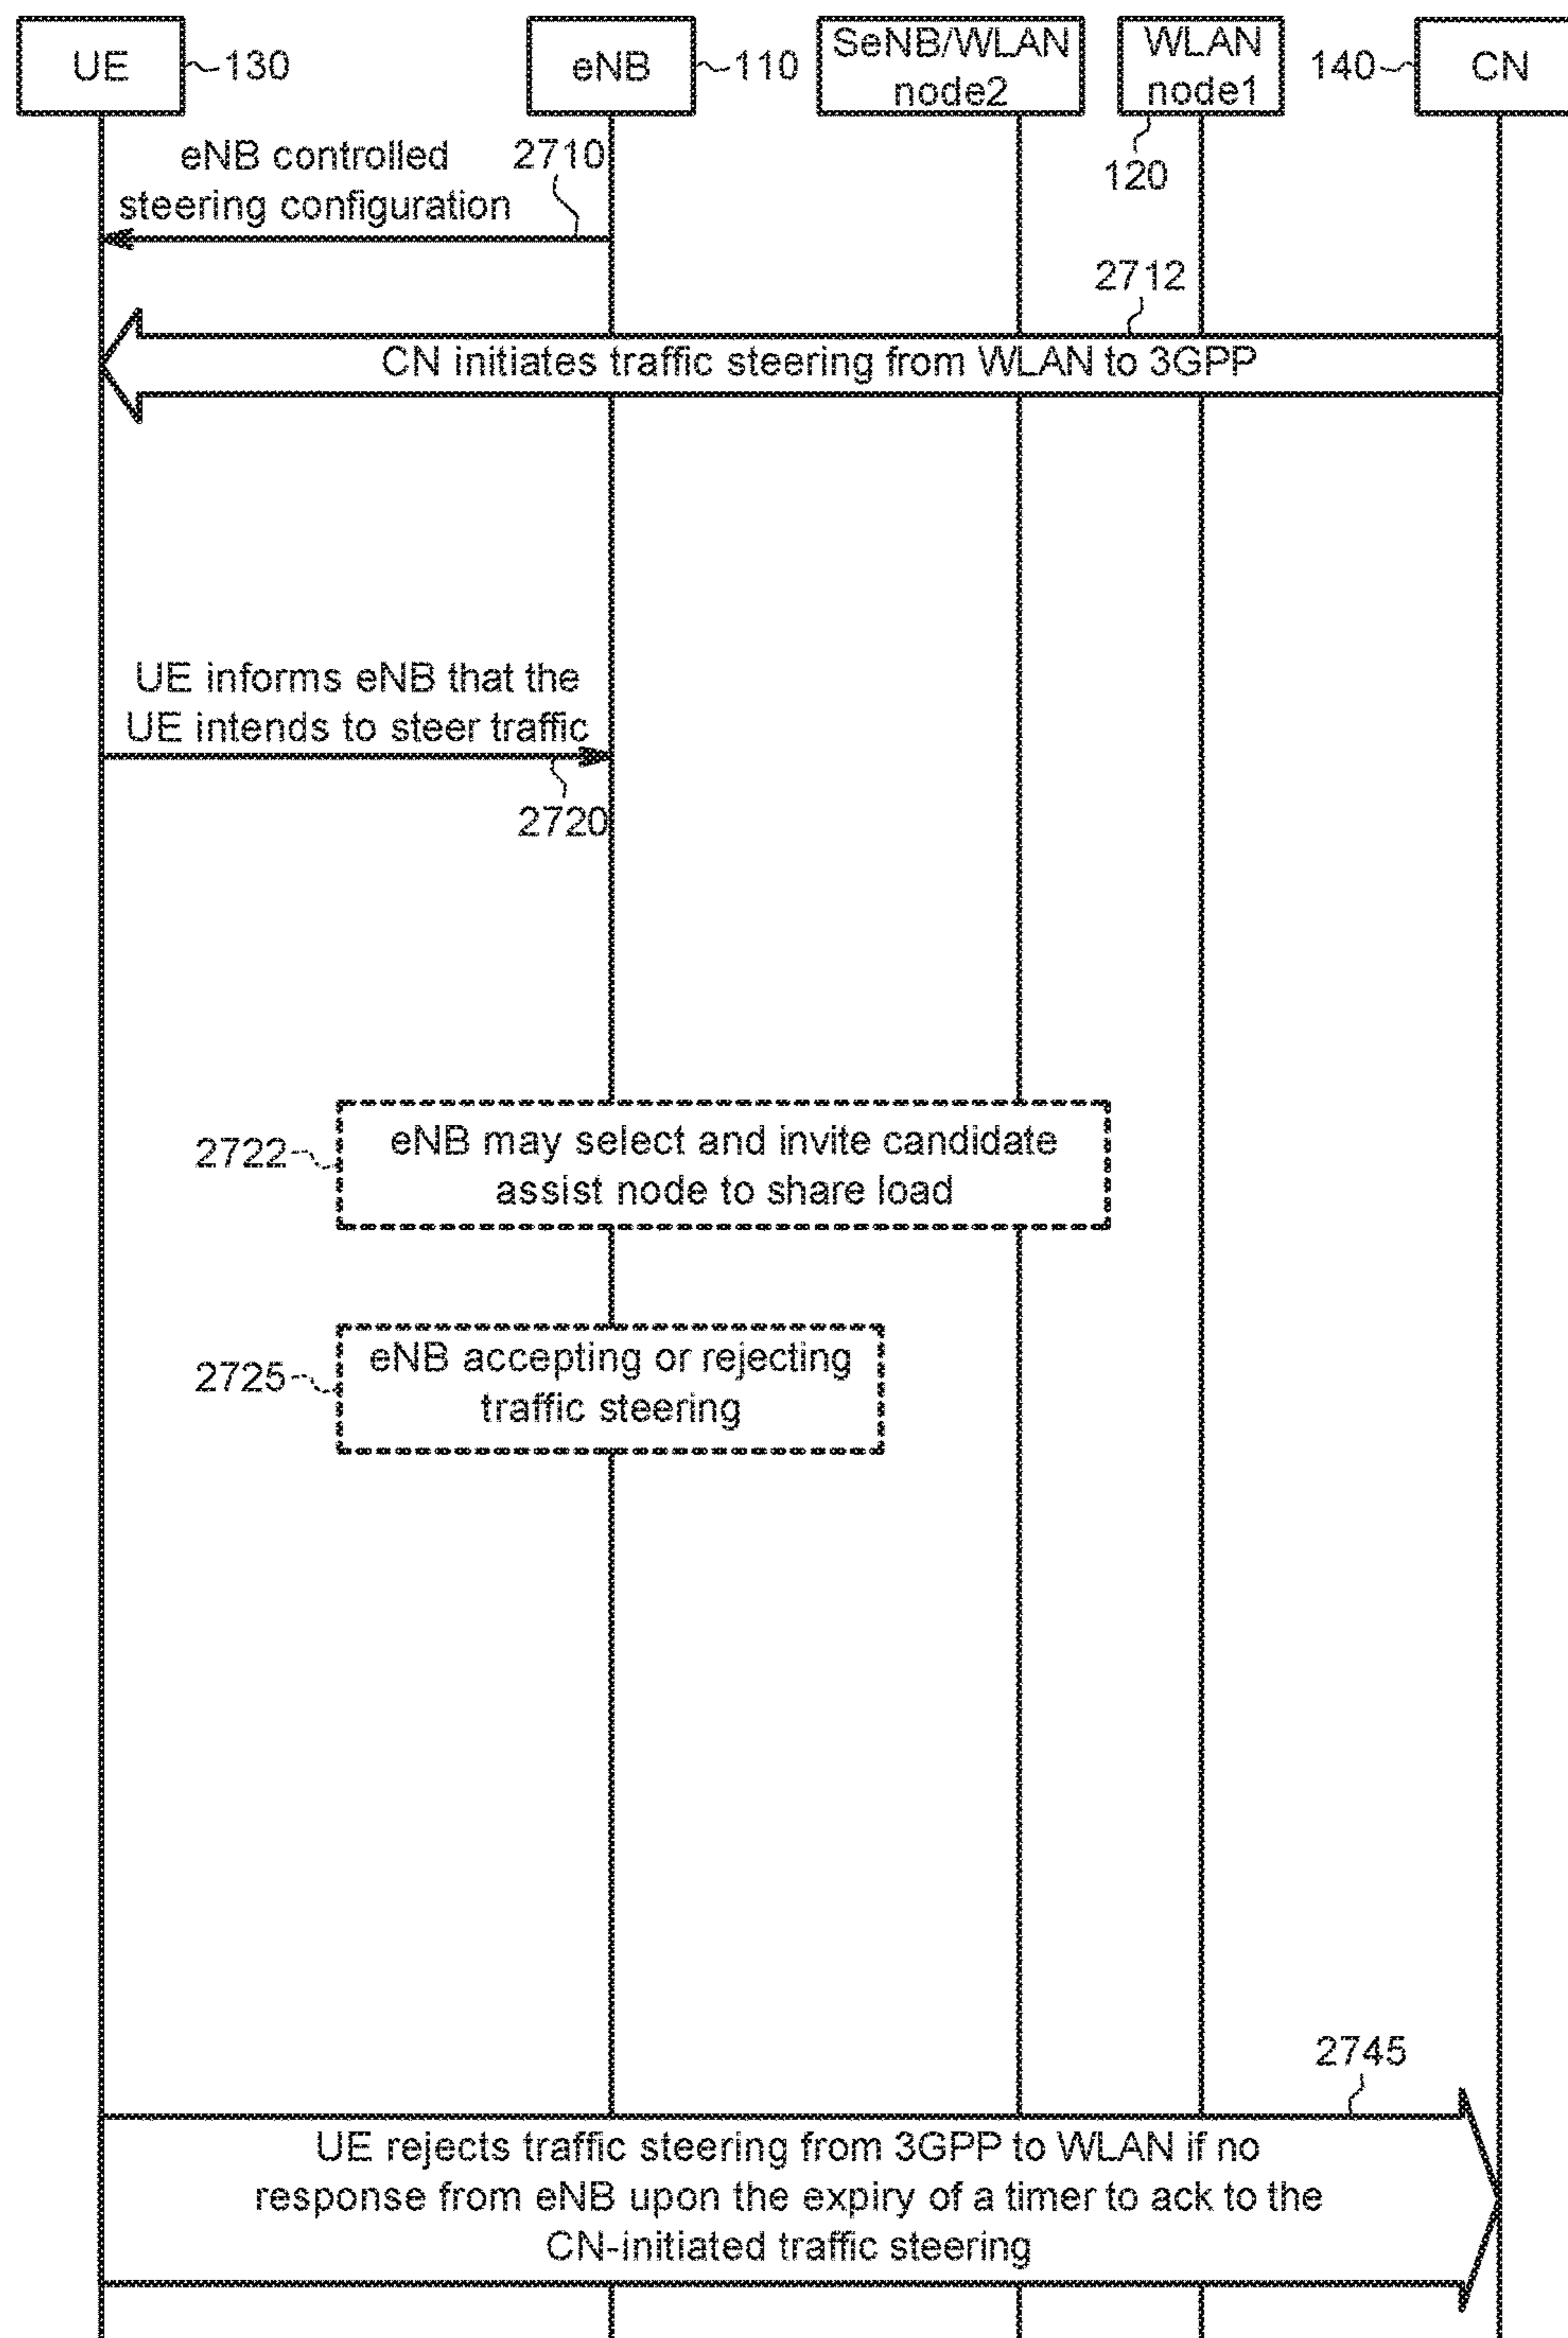 UE
130
eNB
110
SeNB/WLAN
node2
WLAN
node1
120
140
CN
eNB controlled
steering configuration
2710
2712
CN initiates traffic steering from WLAN to 3GPP
UE informs eNB that the
UE intends to steer traffic
2720
2722
eNB may select and invite candidate
assist node to share load
2725
eNB accepting or rejecting
traffic steering
2745
UE rejects traffic steering from 3GPP to WLAN if no
response from eNB upon the expiry of a timer to ack to the
CN-initiated traffic steering